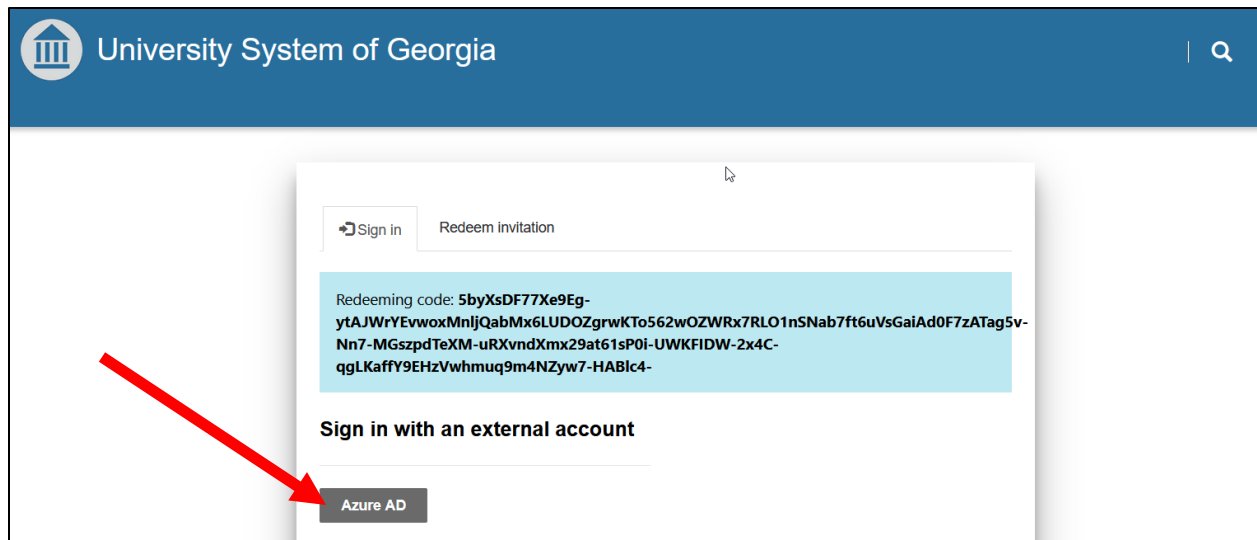 University System of Georgia
Sign in
Redeem invitation
Redeeming code: 5byXsDF77Xe9Eg-
ytAJWrYEvwoxMnljQabMx6LUDOZgrwKTo562wOZWRx7RLO1nSNab7ft6uVsGaiAd0F7zATag5v-
Nn7-MGszpdTeXM-uRXvndXmx29at61sP0i-UWKFIDW-2x4C-
qgLKaffY9EHzVwhmuq9m4NZyw7-HABlc4-
Sign in with an external account
Azure AD